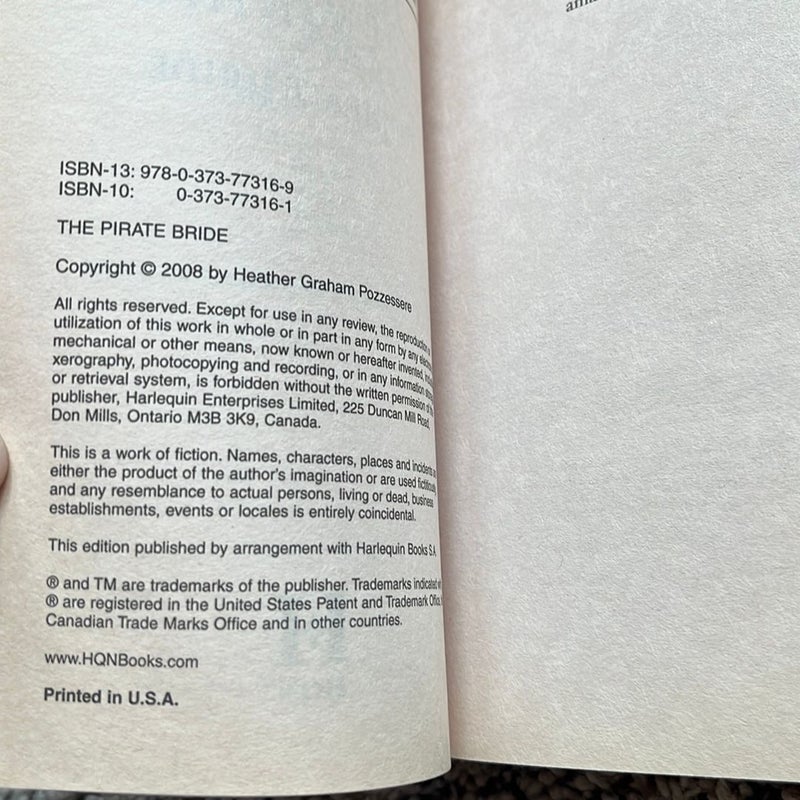 ISBN-13: 978-0-373-77316-9
ISBN-10: 0-373-77316-1
THE PIRATE BRIDE
Copyright © 2008 by Heather Graham Pozzessere
All rights reserved. Except for use in any review, the reproduction
utilization of this work in whole or in part in any form by any
mechanical or other means, now known or hereafter invented,
xerography, photocopying and recording, or in any information
or retrieval system, is forbidden without the written permission of
publisher, Harlequin Enterprises Limited, 225 Duncan Mill Road,
Don Mills, Ontario M3B 3K9, Canada.
This is a work of fiction. Names, characters, places and incidents
either the product of the author's imagination or are used
and any resemblance to actual persons, living or dead, business
establishments, events or locales is entirely coincidental.
This edition published by arrangement with Harlequin Books S.A.
® and TM are trademarks of the publisher. Trademarks indicated
® are registered in the United States Patent and Trademark Office,
Canadian Trade Marks Office and in other countries.
www.HQNBooks.com
Printed in U.S.A.